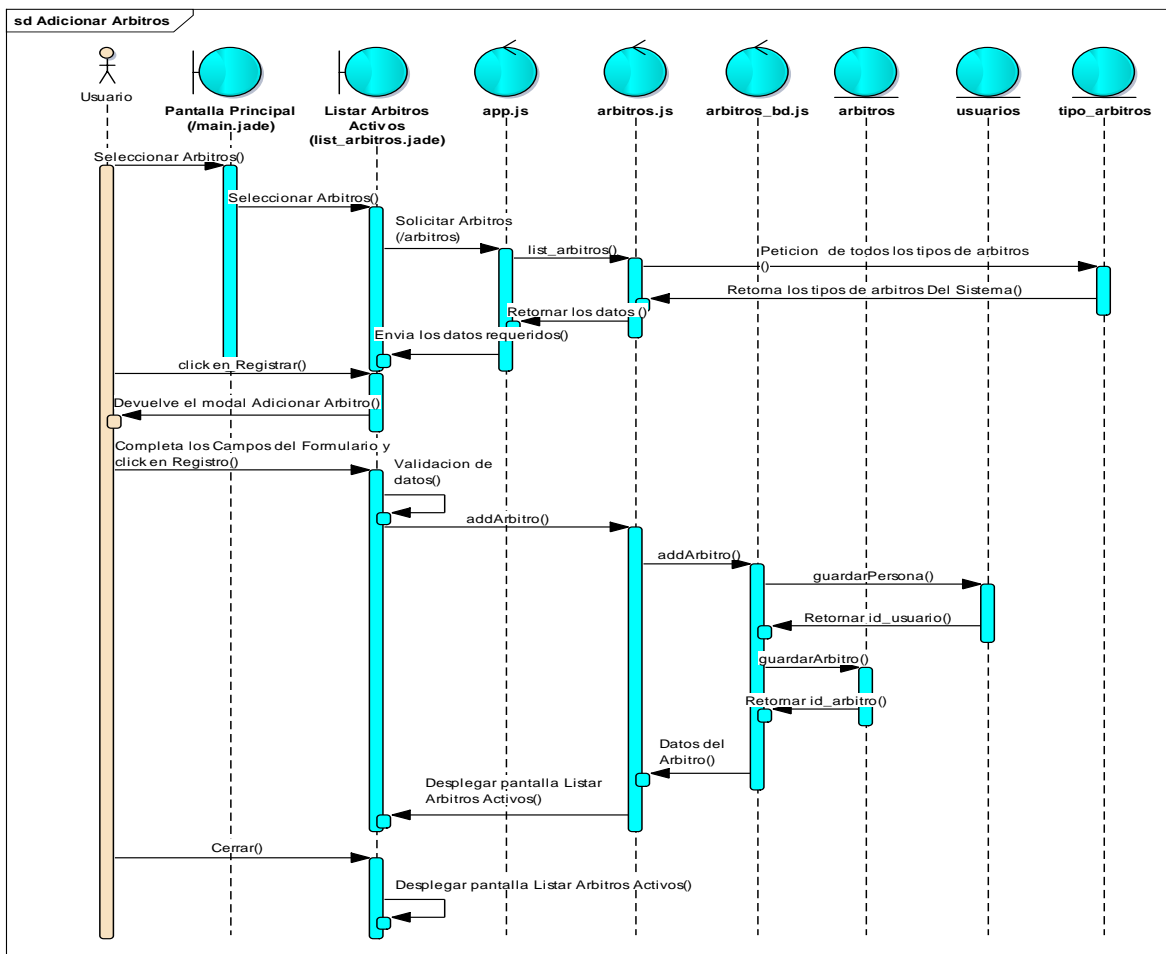 sd Adicionar Arbitros
Usuario
Pantalla Principal
(/main.jade)
Listar Arbitros
Activos
(list_arbitros.jade)
app.js
arbitros.js
arbitros_bd.js
arbitros
usuarios
tipo_arbitros
Seleccionar Arbitros()
Seleccionar Arbitros()
Solicitar Arbitros
(/arbitros)
list_arbitros()
Peticion de todos los tipos de arbitros
()
Retorna los tipos de arbitros Del Sistema()
Retornar los datos ()
Envia los datos requeridos()
click en Registrar()
Devuelve el modal Adicionar Arbitro()
Completa los Campos del Formulario y
click en Registro()
Validacion de
datos()
addArbitro()
addArbitro()
guardarPersona()
Retornar id_usuario()
guardarArbitro()
Retornar id_arbitro()
Datos del
Arbitro()
Desplegar pantalla Listar
Arbitros Activos()
Cerrar()
Desplegar pantalla Listar Arbitros Activos()